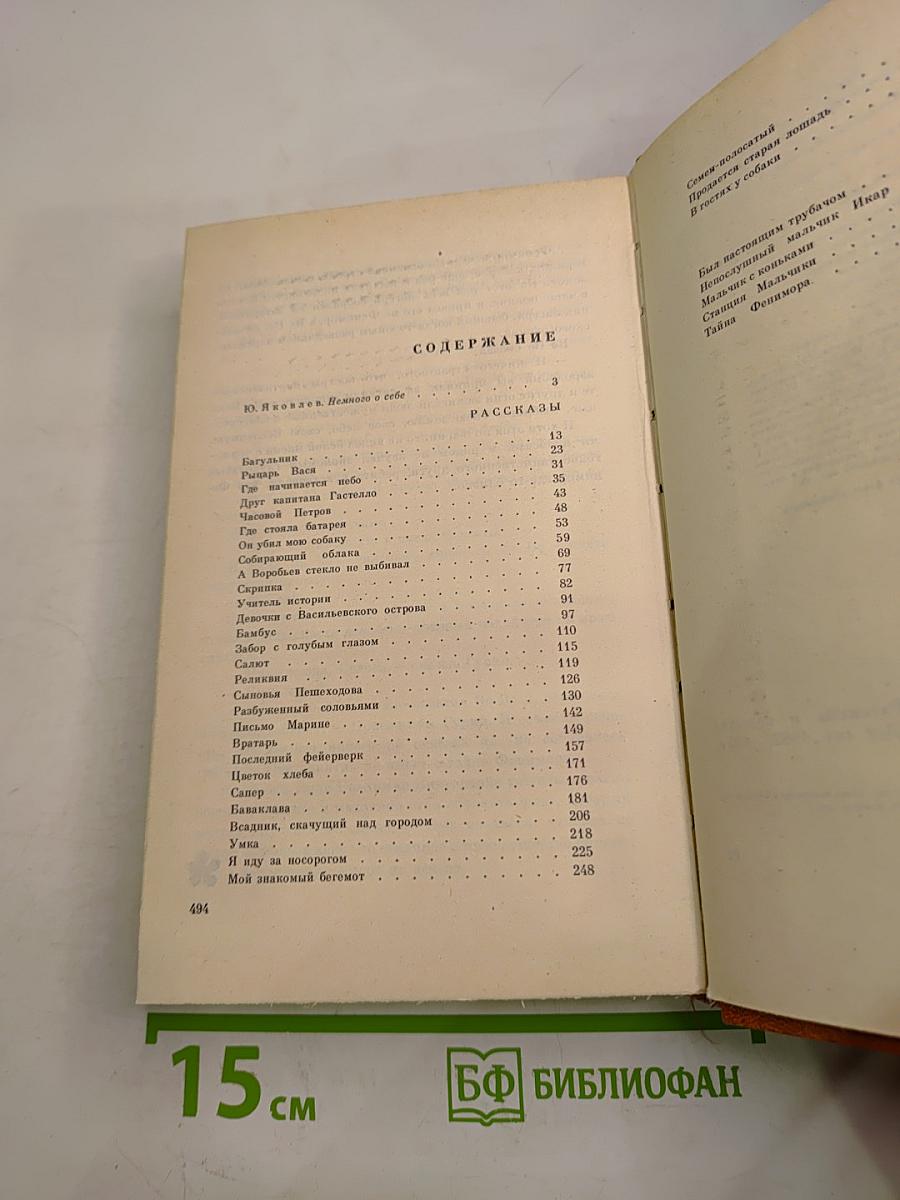 СОДЕРЖАНИЕ
Ю. Яковлев. Немного о себе . . . . . . . . 3
РАССКАЗЫ
Багульник . . . . . . . . . . . . . 13
Рыцарь Вася . . . . . . . . . . . . 23
Где начинается небо . . . . . . . . . . 31
Друг капитана Гастелло . . . . . . . . . 35
Часовой Петров . . . . . . . . . . . 43
Где стояла батарея . . . . . . . . . . 48
Он убил мою собаку . . . . . . . . . . 53
Собирающий облака . . . . . . . . . . 59
А Воробьев стекло не выбивал . . . . . . . 69
Скрипка . . . . . . . . . . . . . 77
Учитель истории . . . . . . . . . . . 82
Девочки с Васильевского острова . . . . . . 91
Бамбус . . . . . . . . . . . . . . 97
Забор с голубым глазом . . . . . . . . . 110
Салют . . . . . . . . . . . . . . 115
Реликвия . . . . . . . . . . . . . 119
Сыновья Пешеходова . . . . . . . . . . 126
Разбуженный соловьями . . . . . . . . . 130
Письмо Марине . . . . . . . . . . . 142
Вратарь . . . . . . . . . . . . . 149
Последний фейерверк . . . . . . . . . . 157
Цветок хлеба . . . . . . . . . . . . 171
Сапер . . . . . . . . . . . . . . 176
Баваклава . . . . . . . . . . . . . 181
Всадник, скачущий над городом . . . . . . . 206
Умка . . . . . . . . . . . . . . 218
Я иду за носорогом . . . . . . . . . . 225
Мой знакомый бегемот . . . . . . . . . . 248
494
Семен-полосатый . . . .
Продается старая лошадь . . .
В гостях у собаки . . . .
Был настоящим трубачом . . .
Непослушный мальчик Икар
Мальчик с коньками . . . .
Станция Мальчики . . . .
Тайна Фенимора. . . .
15 см
БФ БИБЛИОФАН